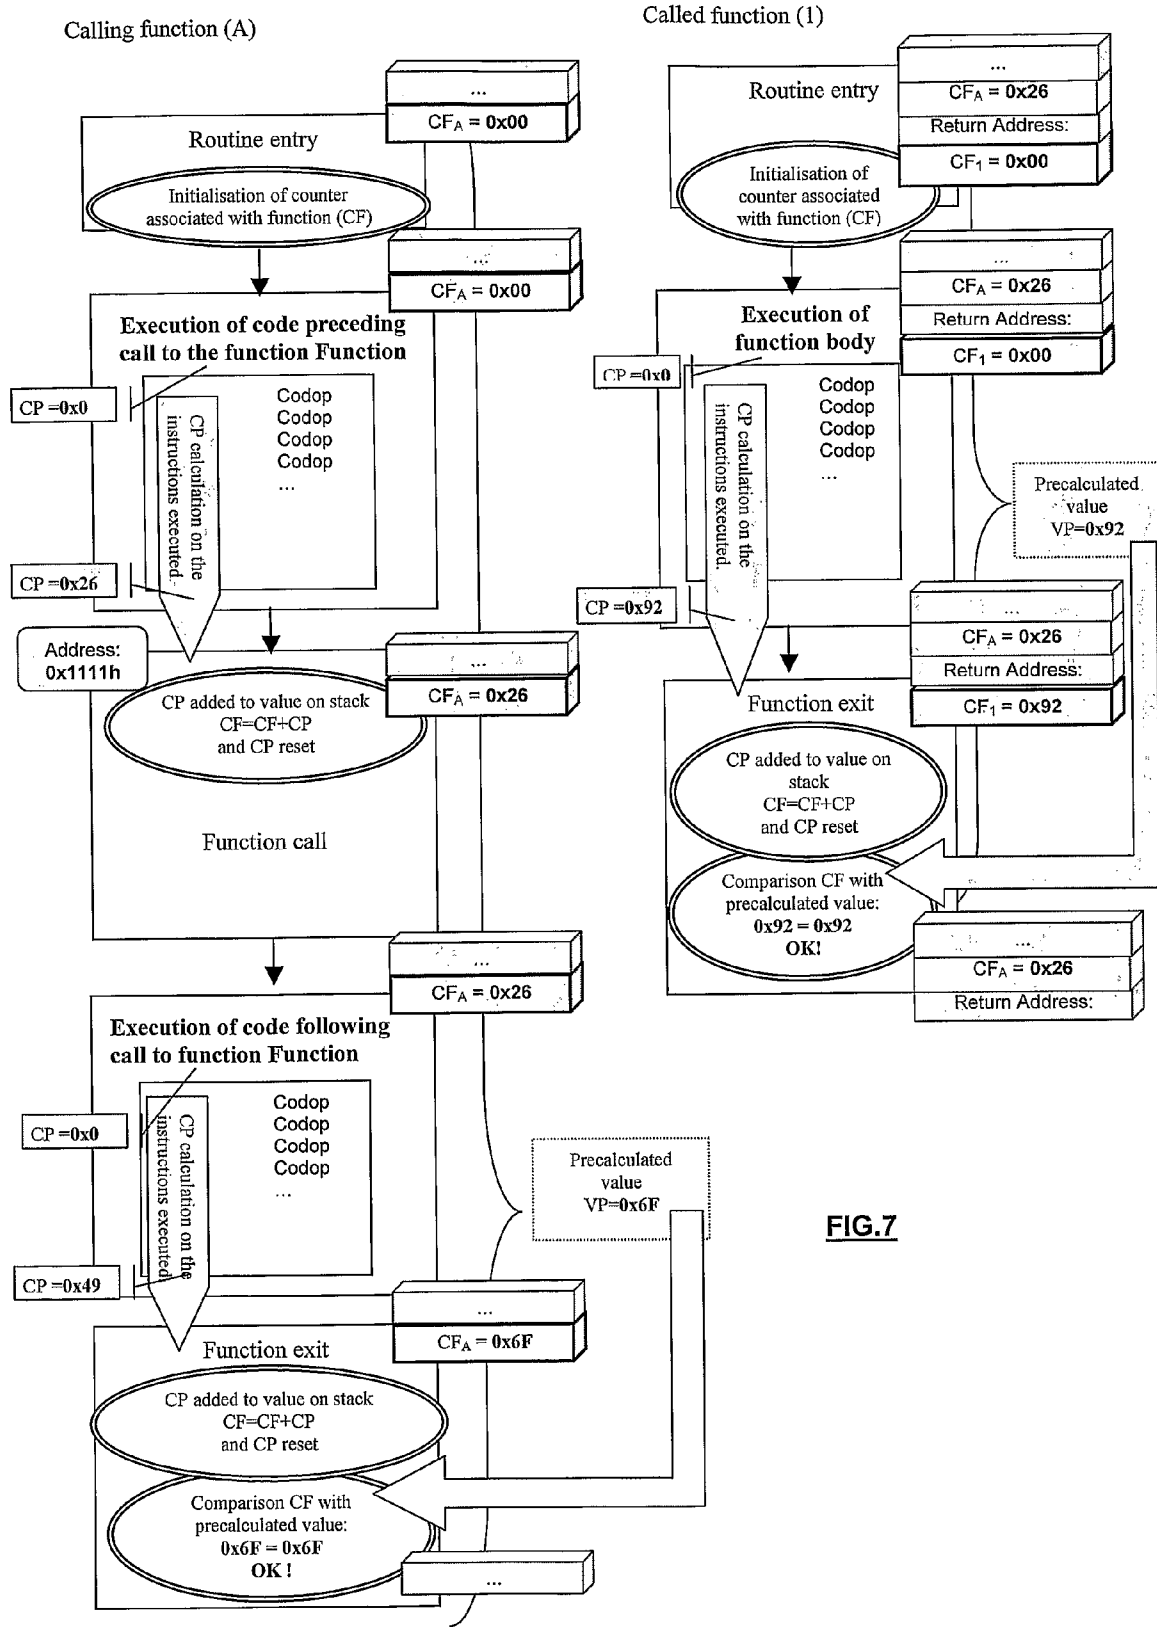 Calling function (A)
...
CFA = 0x00
Routine entry
Initialisation of counter
associated with function (CF)
...
CFA = 0x00
Execution of code preceding
call to the function Function
CP =0x0
Codop
Codop
Codop
Codop
...
CP calculation on the
instructions executed.
CP =0x26
Address:
0x1111h
...
CFA = 0x26
CP added to value on stack
CF=CF+CP
and CP reset
Function call
...
CFA = 0x26
Execution of code following
call to function Function
CP =0x0
Codop
Codop
Codop
Codop
...
CP calculation on the
instructions executed
CP =0x49
Precalculated
value
VP=0x6F
...
CFA = 0x6F
Function exit
CP added to value on stack
CF=CF+CP
and CP reset
Comparison CF with
precalculated value:
0x6F = 0x6F
OK !
...
Called function (1)
...
CFA = 0x26
Return Address:
CF1 = 0x00
Routine entry
Initialisation of
counter associated
with function (CF)
...
CFA = 0x26
Return Address:
CF1 = 0x00
Execution of
function body
CP =0x0
Codop
Codop
Codop
Codop
...
CP calculation on the
instructions executed.
Precalculated
value
VP=0x92
CP =0x92
...
CFA = 0x26
Return Address:
CF1 = 0x92
Function exit
CP added to value on
stack
CF=CF+CP
and CP reset
Comparison CF with
precalculated value:
0x92 = 0x92
OK!
...
CFA = 0x26
Return Address:
FIG.7